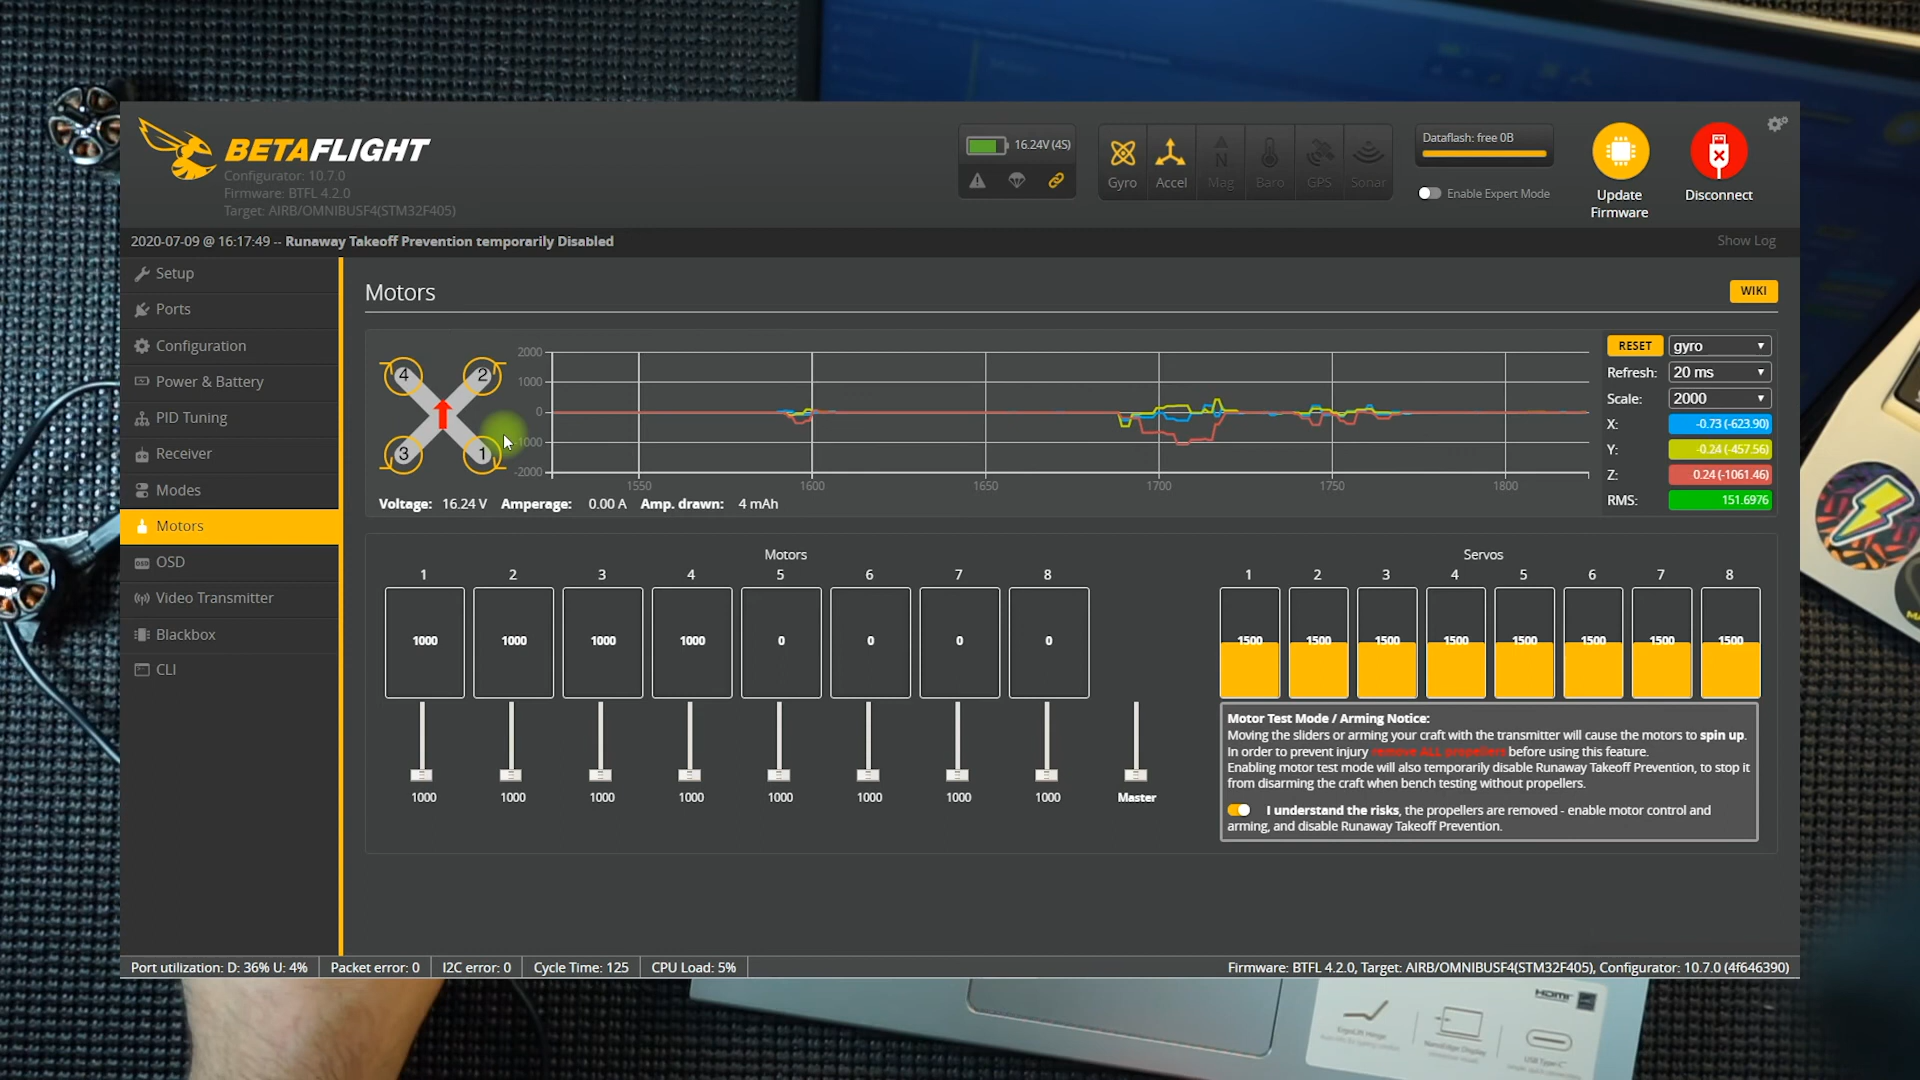 BETAFLIGHT
Configurator: 10.7.0
Firmware: BTFL 4.2.0
Target: AIRB/OMNIBUSF4(STM32F405)
16.24V (4S)
Gyro
Accel
Mag
Baro
GPS
Sonar
Dataflash: free 0B
Enable Expert Mode
Update
Firmware
Disconnect
2020-07-09 @ 16:17:49 -- Runaway Takeoff Prevention temporarily Disabled
Show Log
Setup
Ports
Configuration
Power & Battery
PID Tuning
Receiver
Modes
Motors
OSD
Video Transmitter
Blackbox
CLI
Motors
WIKI
4
2
3
1
2000
1000
0
-1000
-2000
1550
1600
1650
1700
1750
1800
RESET
gyro
Refresh:
20 ms
Scale:
2000
X:
-0.73 (-623.90)
Y:
-0.24 (-457.56)
Z:
0.24 (-1061.46)
RMS:
151.6976
Voltage: 16.24 V Amperage: 0.00 A Amp. drawn: 4 mAh
Motors
1 2 3 4 5 6 7 8
1000 1000 1000 1000 0 0 0 0
1000 1000 1000 1000 1000 1000 1000 1000 Master
Servos
1 2 3 4 5 6 7 8
1500 1500 1500 1500 1500 1500 1500 1500
Motor Test Mode / Arming Notice:
Moving the sliders or arming your craft with the transmitter will cause the motors to spin up.
In order to prevent injury remove ALL propellers before using this feature.
Enabling motor test mode will also temporarily disable Runaway Takeoff Prevention, to stop it
from disarming the craft when bench testing without propellers.
I understand the risks, the propellers are removed - enable motor control and
arming, and disable Runaway Takeoff Prevention.
Port utilization: D: 36% U: 4%
Packet error: 0
I2C error: 0
Cycle Time: 125
CPU Load: 5%
Firmware: BTFL 4.2.0, Target: AIRB/OMNIBUSF4(STM32F405), Configurator: 10.7.0 (4f646390)
HDMI
ErgoLift Hinge
NanoEdge Display
USB Type-C